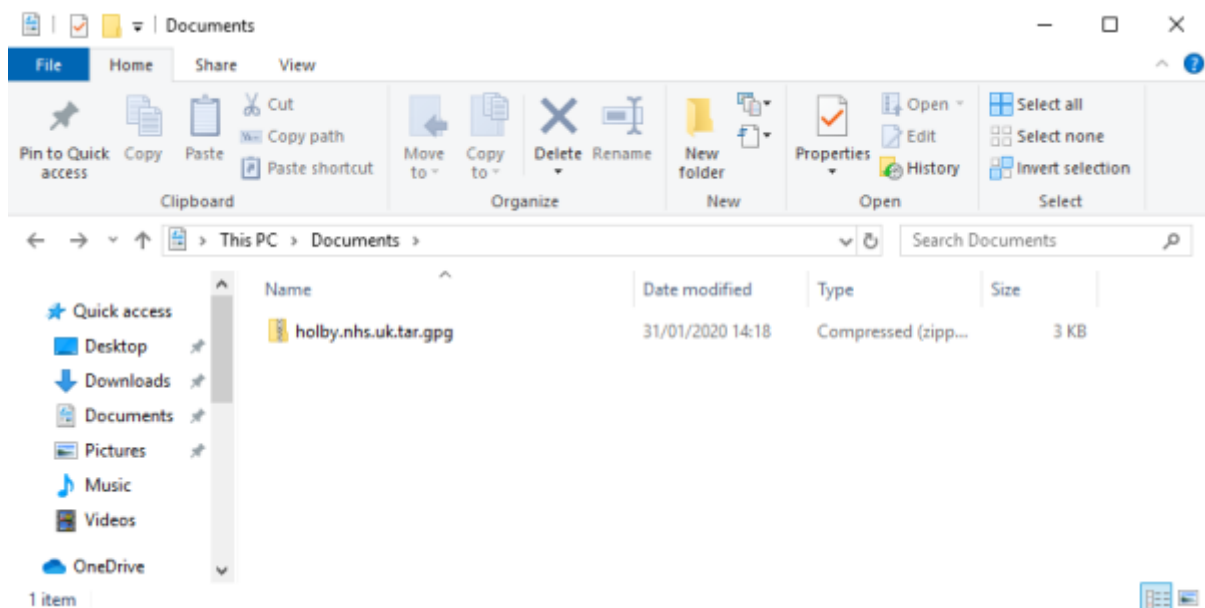 Documents
File Home Share View
Pin to Quick access
Copy
Paste
Cut
Copy path
Paste shortcut
Clipboard
Move to
Copy to
Delete
Rename
Organize
New folder
New
Properties
Open
Edit
History
Open
Select all
Select none
Invert selection
Select
This PC > Documents >
Search Documents
Quick access
Desktop
Downloads
Documents
Pictures
Music
Videos
OneDrive
Name Date modified Type Size
holby.nhs.uk.tar.gpg 31/01/2020 14:18 Compressed (zipp... 3 KB
1 item